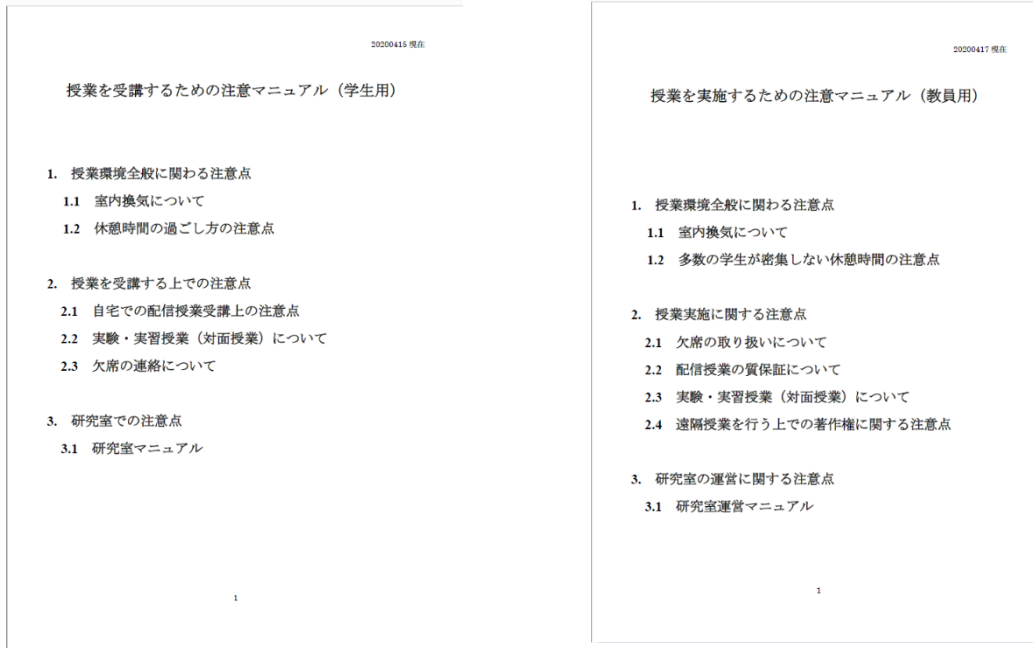 20200415 現在
授業を受講するための注意マニュアル（学生用）
1. 授業環境全般に関わる注意点
1.1 室内換気について
1.2 休憩時間の過ごし方の注意点
2. 授業を受講する上での注意点
2.1 自宅での配信授業受講上の注意点
2.2 実験・実習授業（対面授業）について
2.3 欠席の連絡について
3. 研究室での注意点
3.1 研究室マニュアル
1
20200417 現在
授業を実施するための注意マニュアル（教員用）
1. 授業環境全般に関わる注意点
1.1 室内換気について
1.2 多数の学生が密集しない休憩時間の注意点
2. 授業実施に関する注意点
2.1 欠席の取り扱いについて
2.2 配信授業の質保証について
2.3 実験・実習授業（対面授業）について
2.4 遠隔授業を行う上での著作権に関する注意点
3. 研究室の運営に関する注意点
3.1 研究室運営マニュアル
1